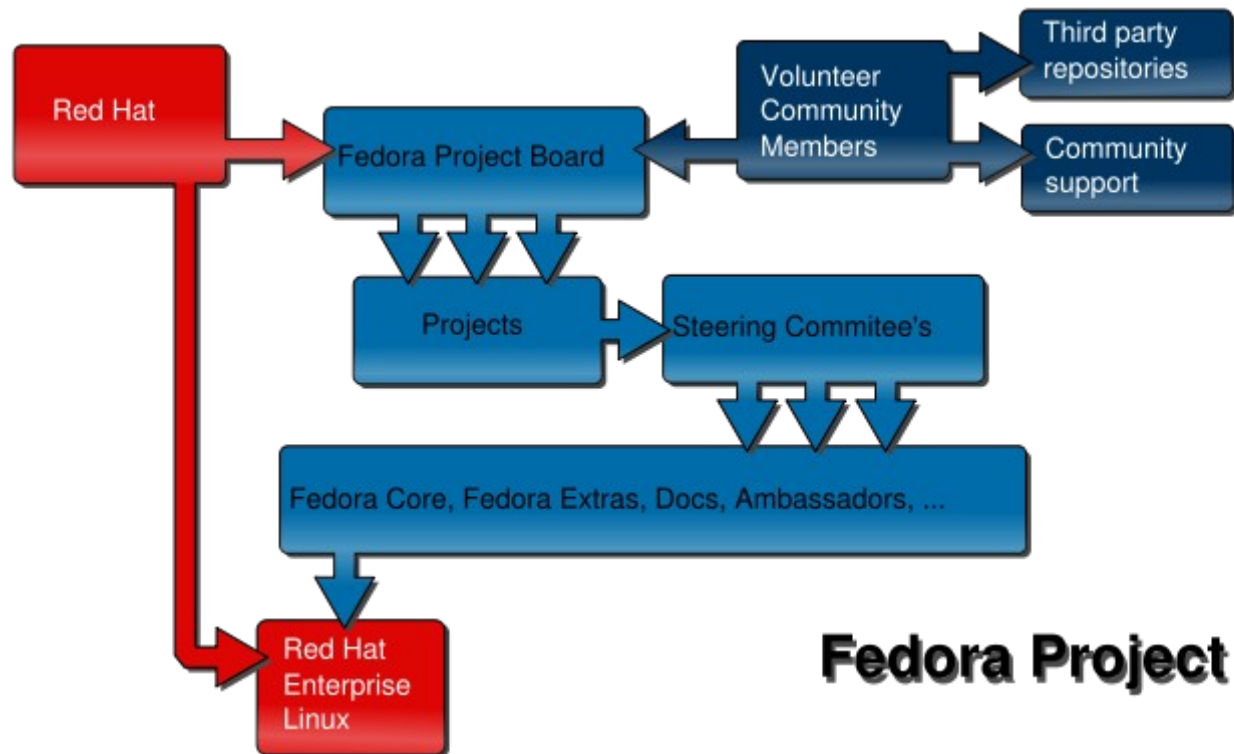 Red Hat
Fedora Project Board
Volunteer
Community
Members
Third party
repositories
Community
support
Projects
Steering Commitee's
Fedora Core, Fedora Extras, Docs, Ambassadors, ...
Red Hat
Enterprise
Linux
Fedora Project